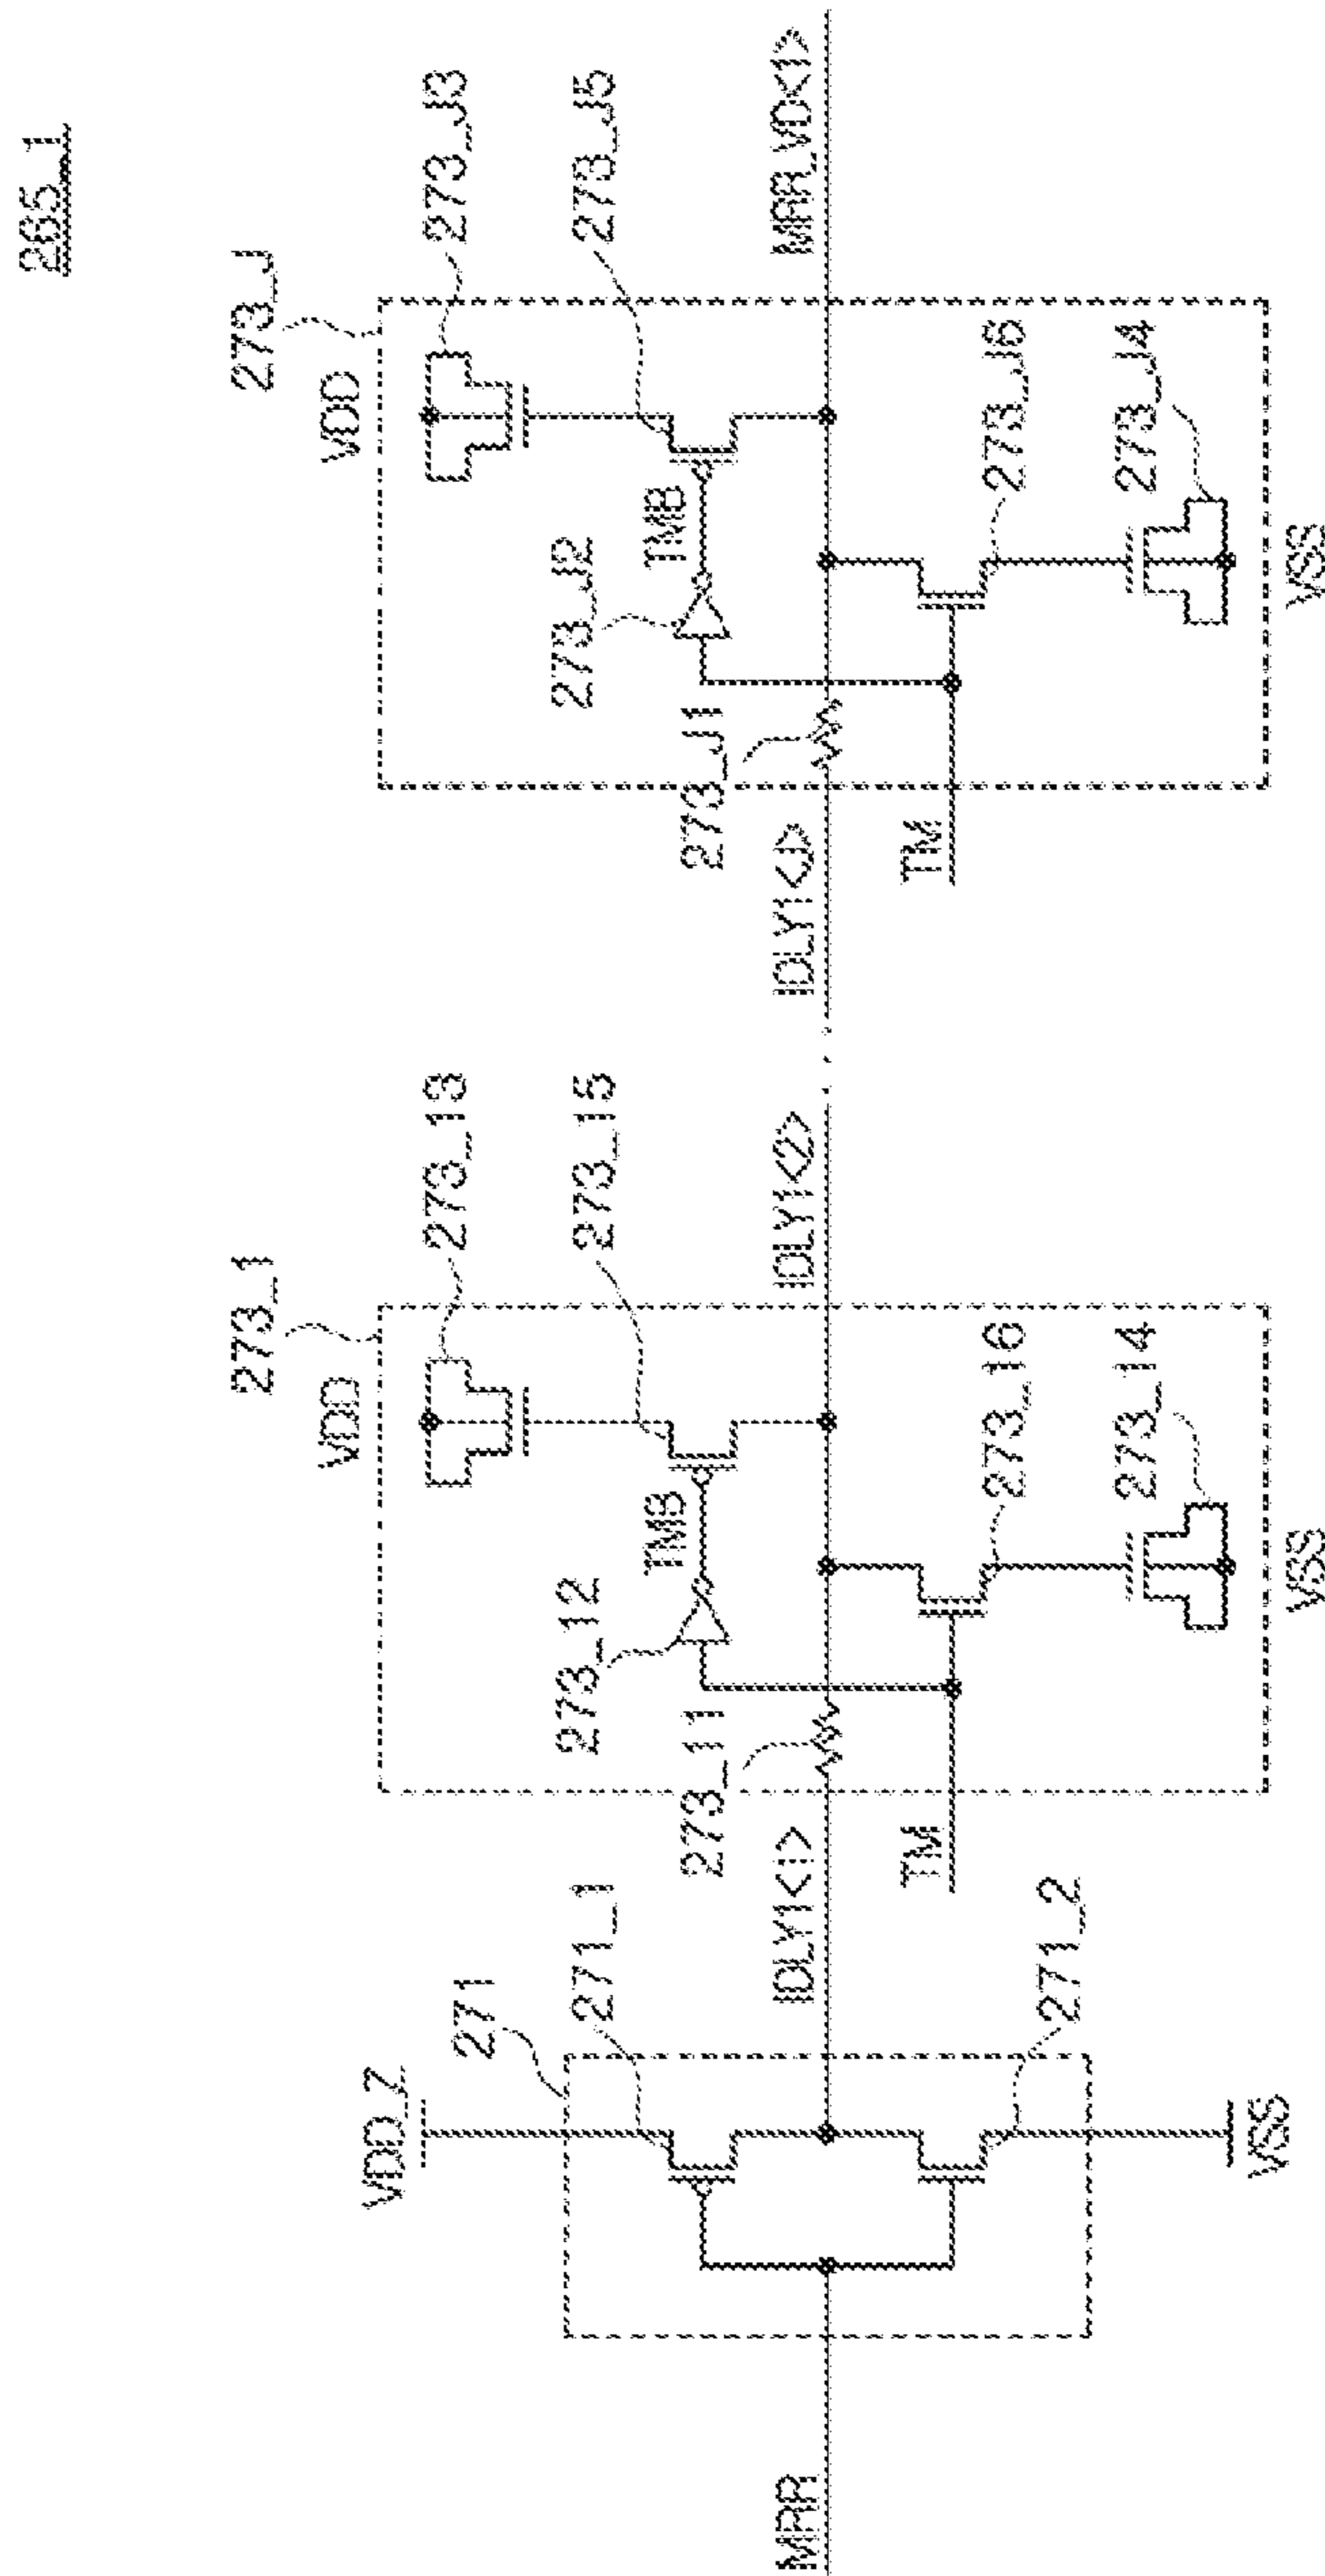 265_1
273_1
273_J
VDD_Z
VDD
VDD
271
273_13
273_J3
271_1
273_12
273_15
273_J2
273_J5
TMB
TMB
273_11
273_J1
MRR
IDLY1<1>
IDLY1<2>
IDLY1<J>
MRR_VD<1>
TM
TM
273_16
273_J6
271_2
273_14
273_J4
VSS
VSS
VSS